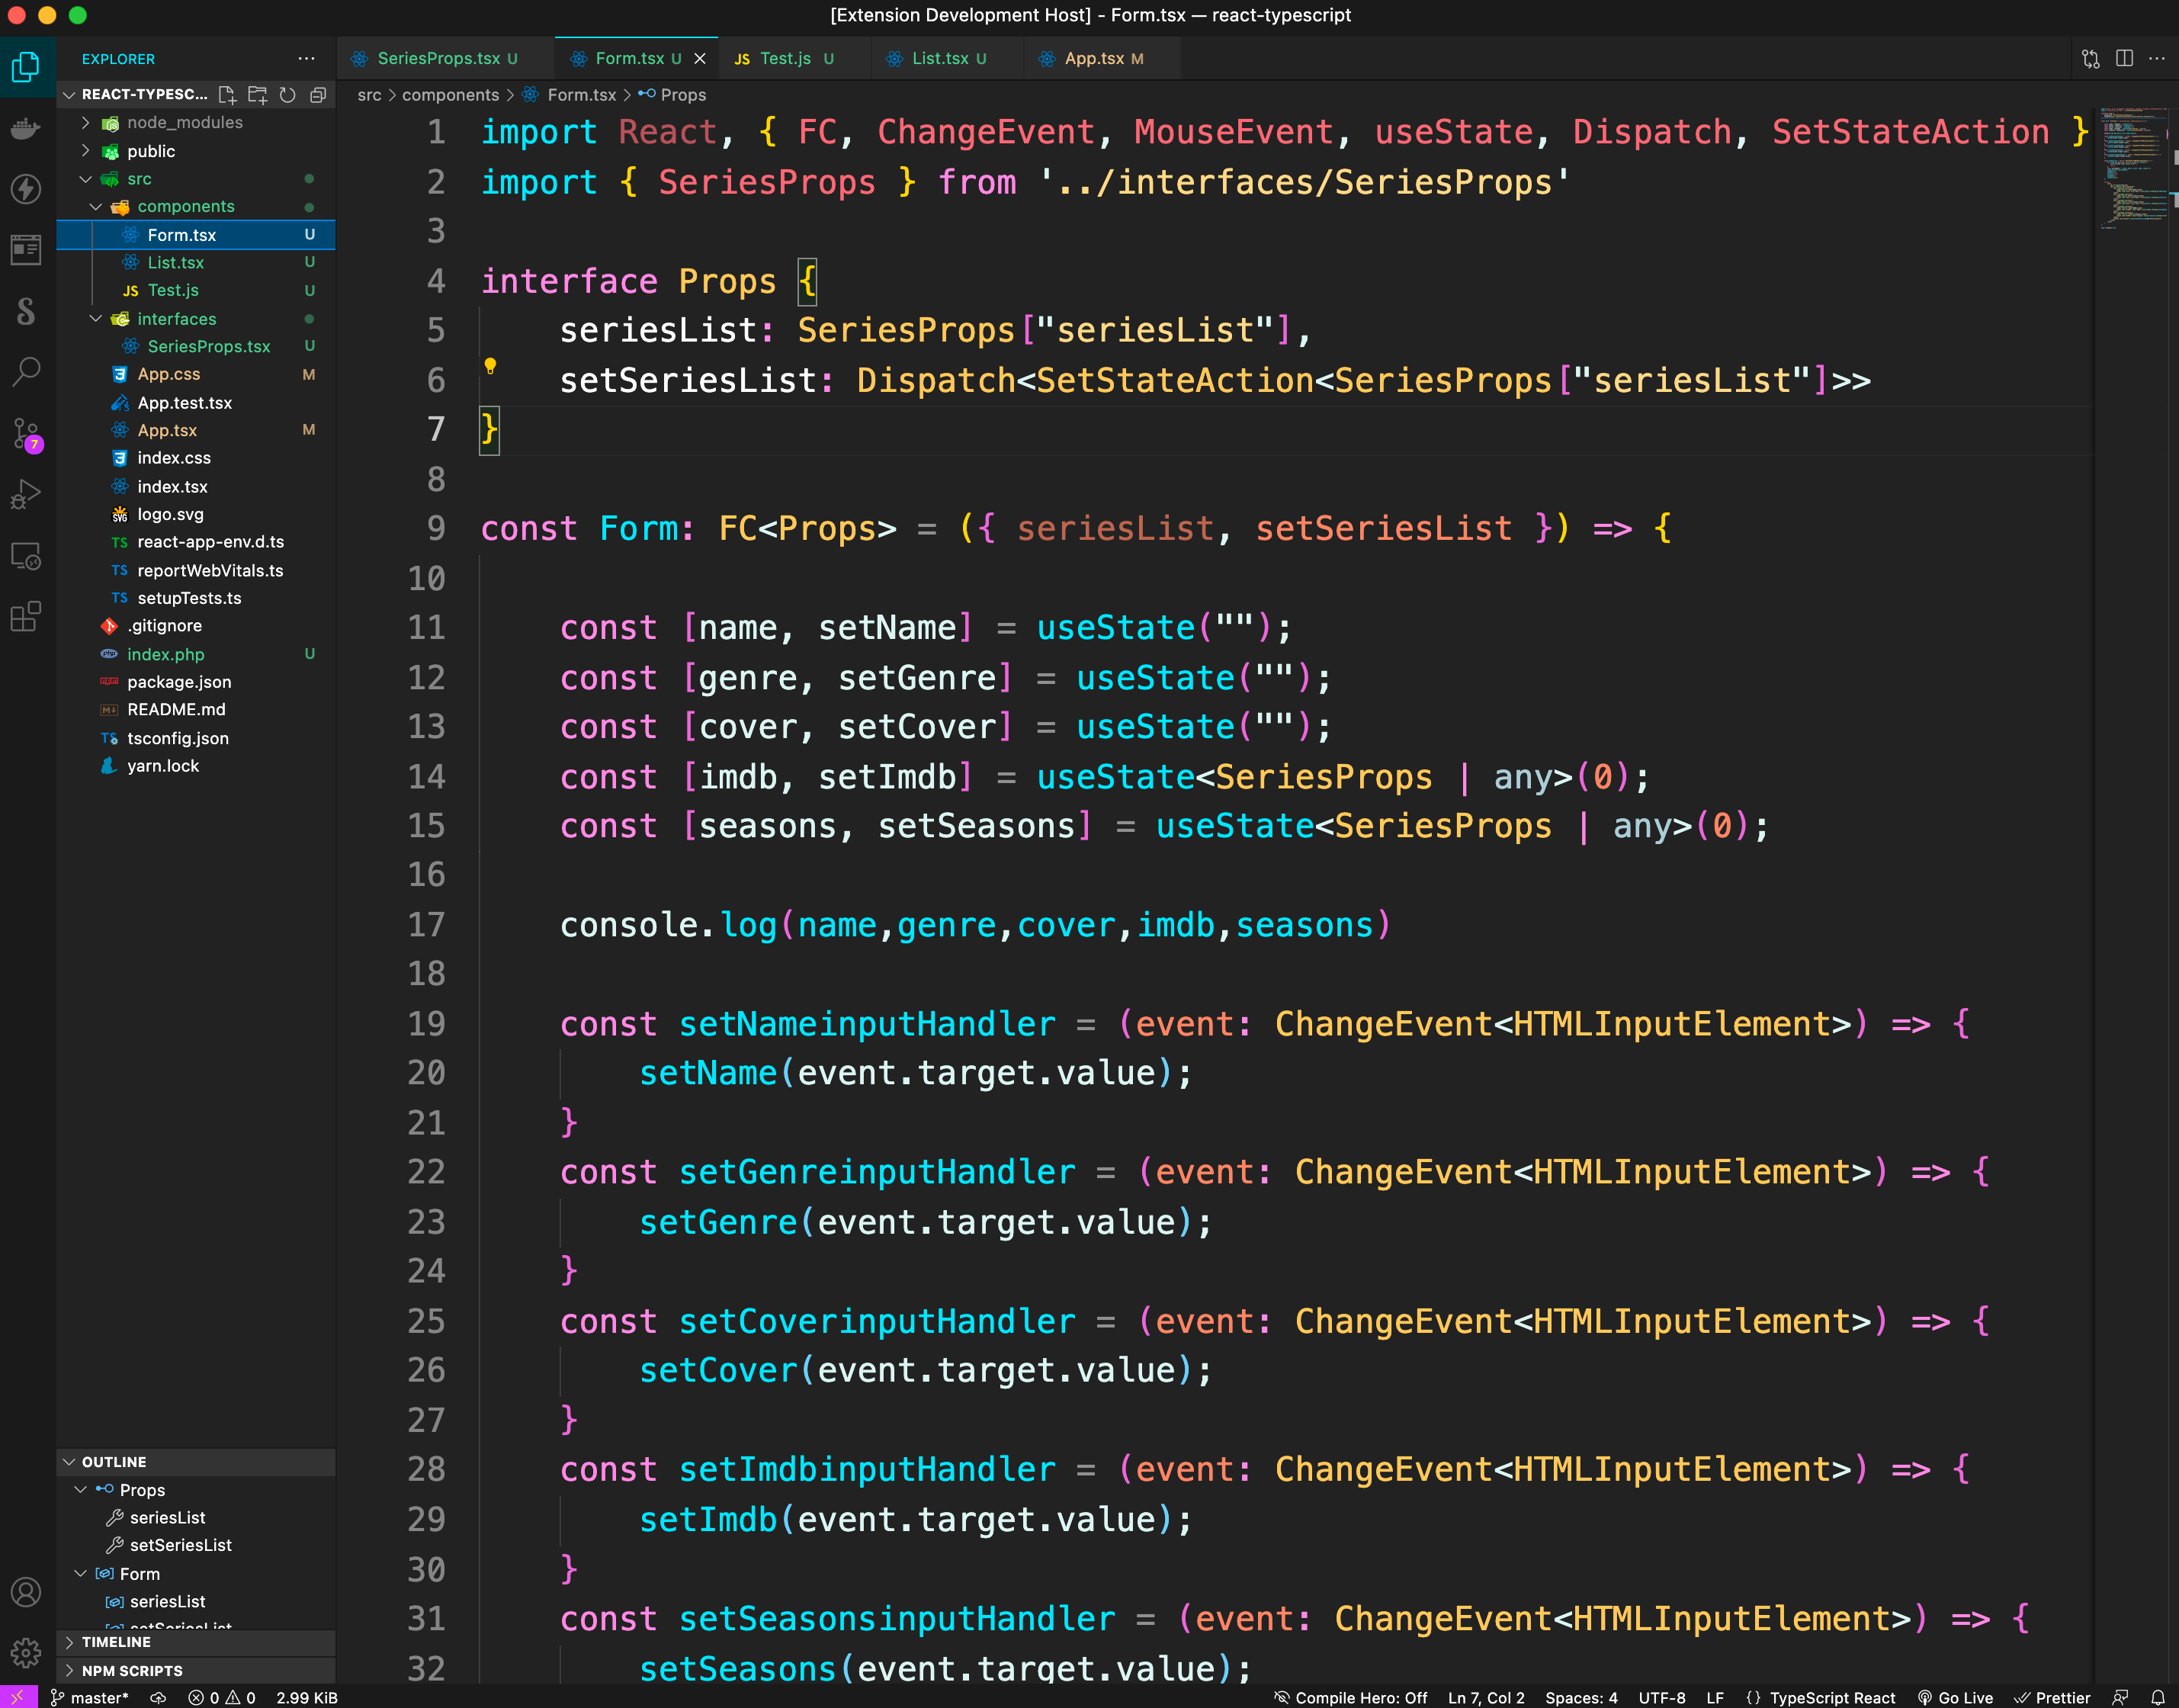 [Extension Development Host] - Form.tsx — react-typescript
EXPLORER
SeriesProps.tsx U
Form.tsx U
JS Test.js U
List.tsx U
App.tsx M
REACT-TYPESC...
src > components > Form.tsx > Props
node_modules
public
src
components
Form.tsx U
List.tsx U
JS Test.js U
interfaces
SeriesProps.tsx U
App.css M
App.test.tsx
App.tsx M
index.css
index.tsx
SVG logo.svg
TS react-app-env.d.ts
TS reportWebVitals.ts
TS setupTests.ts
.gitignore
php index.php U
package.json
M↓ README.md
TS tsconfig.json
yarn.lock
7
OUTLINE
Props
seriesList
setSeriesList
Form
seriesList
setSeriesList
TIMELINE
NPM SCRIPTS
1 import React, { FC, ChangeEvent, MouseEvent, useState, Dispatch, SetStateAction }
2 import { SeriesProps } from '../interfaces/SeriesProps'
3
4 interface Props {
5 seriesList: SeriesProps["seriesList"],
6 setSeriesList: Dispatch<SetStateAction<SeriesProps["seriesList"]>>
7 }
8
9 const Form: FC<Props> = ({ seriesList, setSeriesList }) => {
10
11 const [name, setName] = useState("");
12 const [genre, setGenre] = useState("");
13 const [cover, setCover] = useState("");
14 const [imdb, setImdb] = useState<SeriesProps | any>(0);
15 const [seasons, setSeasons] = useState<SeriesProps | any>(0);
16
17 console.log(name,genre,cover,imdb,seasons)
18
19 const setNameinputHandler = (event: ChangeEvent<HTMLInputElement>) => {
20 setName(event.target.value);
21 }
22 const setGenreinputHandler = (event: ChangeEvent<HTMLInputElement>) => {
23 setGenre(event.target.value);
24 }
25 const setCoverinputHandler = (event: ChangeEvent<HTMLInputElement>) => {
26 setCover(event.target.value);
27 }
28 const setImdbinputHandler = (event: ChangeEvent<HTMLInputElement>) => {
29 setImdb(event.target.value);
30 }
31 const setSeasonsinputHandler = (event: ChangeEvent<HTMLInputElement>) => {
32 setSeasons(event.target.value);
master* 0 0 2.99 KiB Compile Hero: Off Ln 7, Col 2 Spaces: 4 UTF-8 LF {} TypeScript React Go Live Prettier